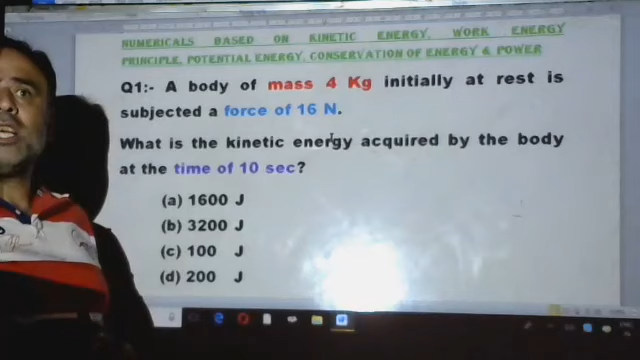 NUMERICALS BASED ON KINETIC ENERGY, WORK ENERGY
PRINCIPLE, POTENTIAL ENERGY, CONSERVATION OF ENERGY & POWER
Q1:- A body of mass 4 Kg initially at rest is
subjected a force of 16 N.
What is the kinetic energy acquired by the body
at the time of 10 sec?
(a) 1600 J
(b) 3200 J
(c) 100 J
(d) 200 J